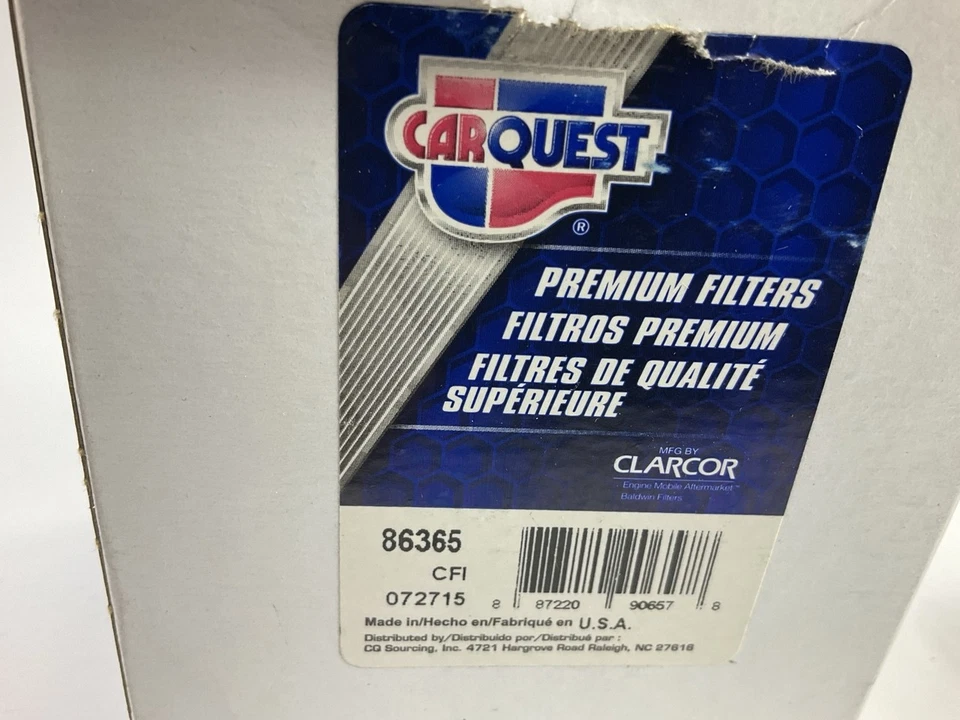 CARQUEST
®
PREMIUM FILTERS
FILTROS PREMIUM
FILTRES DE QUALITÉ
SUPÉRIEURE
MFG BY
CLARCOR
Engine Mobile Aftermarket™
Baldwin Filters
86365
CFI
072715
8 87220 90657 8
Made in/Hecho en/Fabriqué en U.S.A.
Distributed by/Distribuido por/Distribué par :
CQ Sourcing, Inc. 4721 Hargrove Road Raleigh, NC 27616